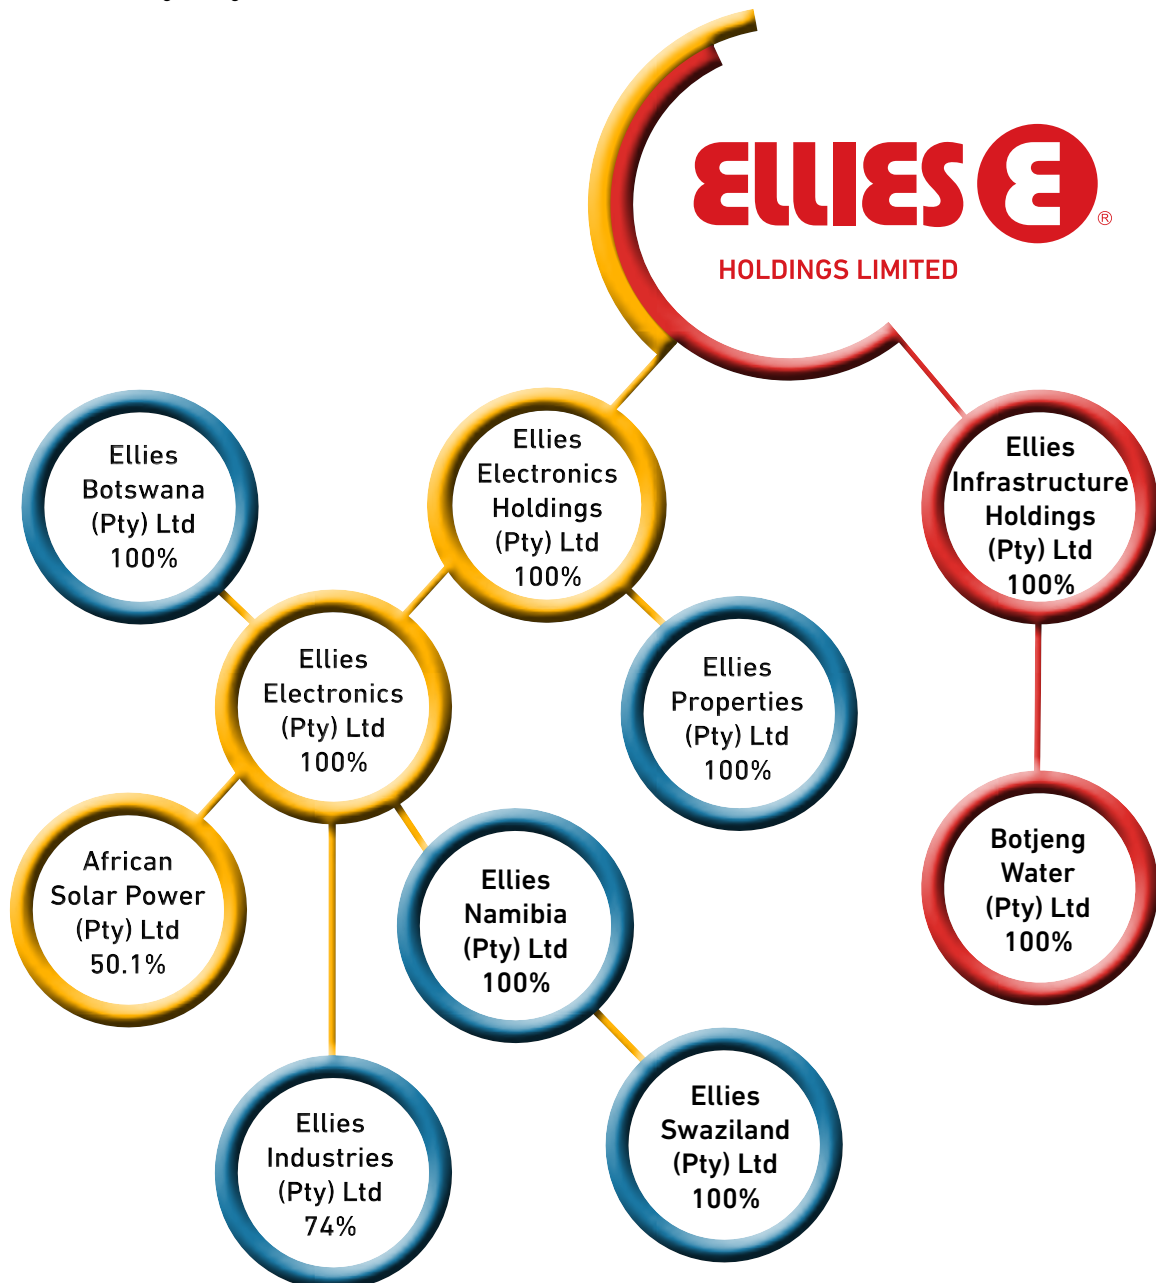 ELLIES E ®
HOLDINGS LIMITED
Ellies
Botswana
(Pty) Ltd
100%
Ellies
Electronics
Holdings
(Pty) Ltd
100%
Ellies
Infrastructure
Holdings
(Pty) Ltd
100%
Ellies
Electronics
(Pty) Ltd
100%
Ellies
Properties
(Pty) Ltd
100%
African
Solar Power
(Pty) Ltd
50.1%
Ellies
Namibia
(Pty) Ltd
100%
Botjeng
Water
(Pty) Ltd
100%
Ellies
Industries
(Pty) Ltd
74%
Ellies
Swaziland
(Pty) Ltd
100%